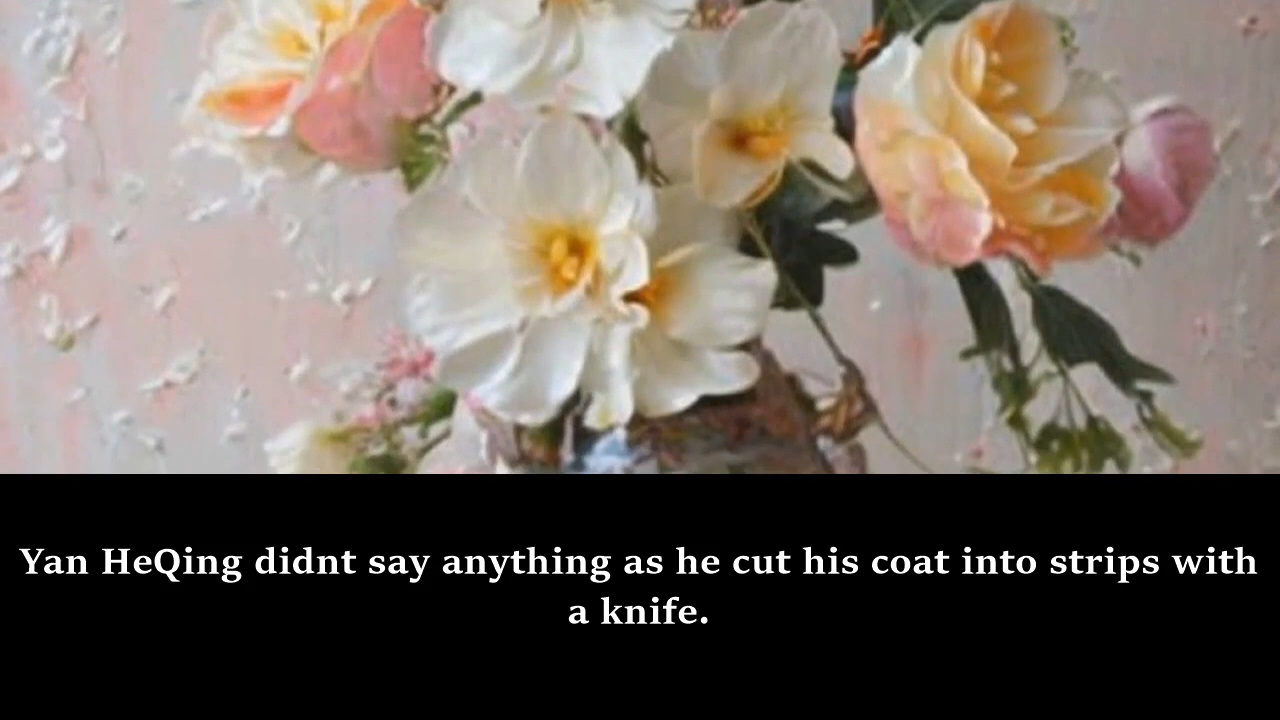 Yan HeQing didnt say anything as he cut his coat into strips with
a knife.